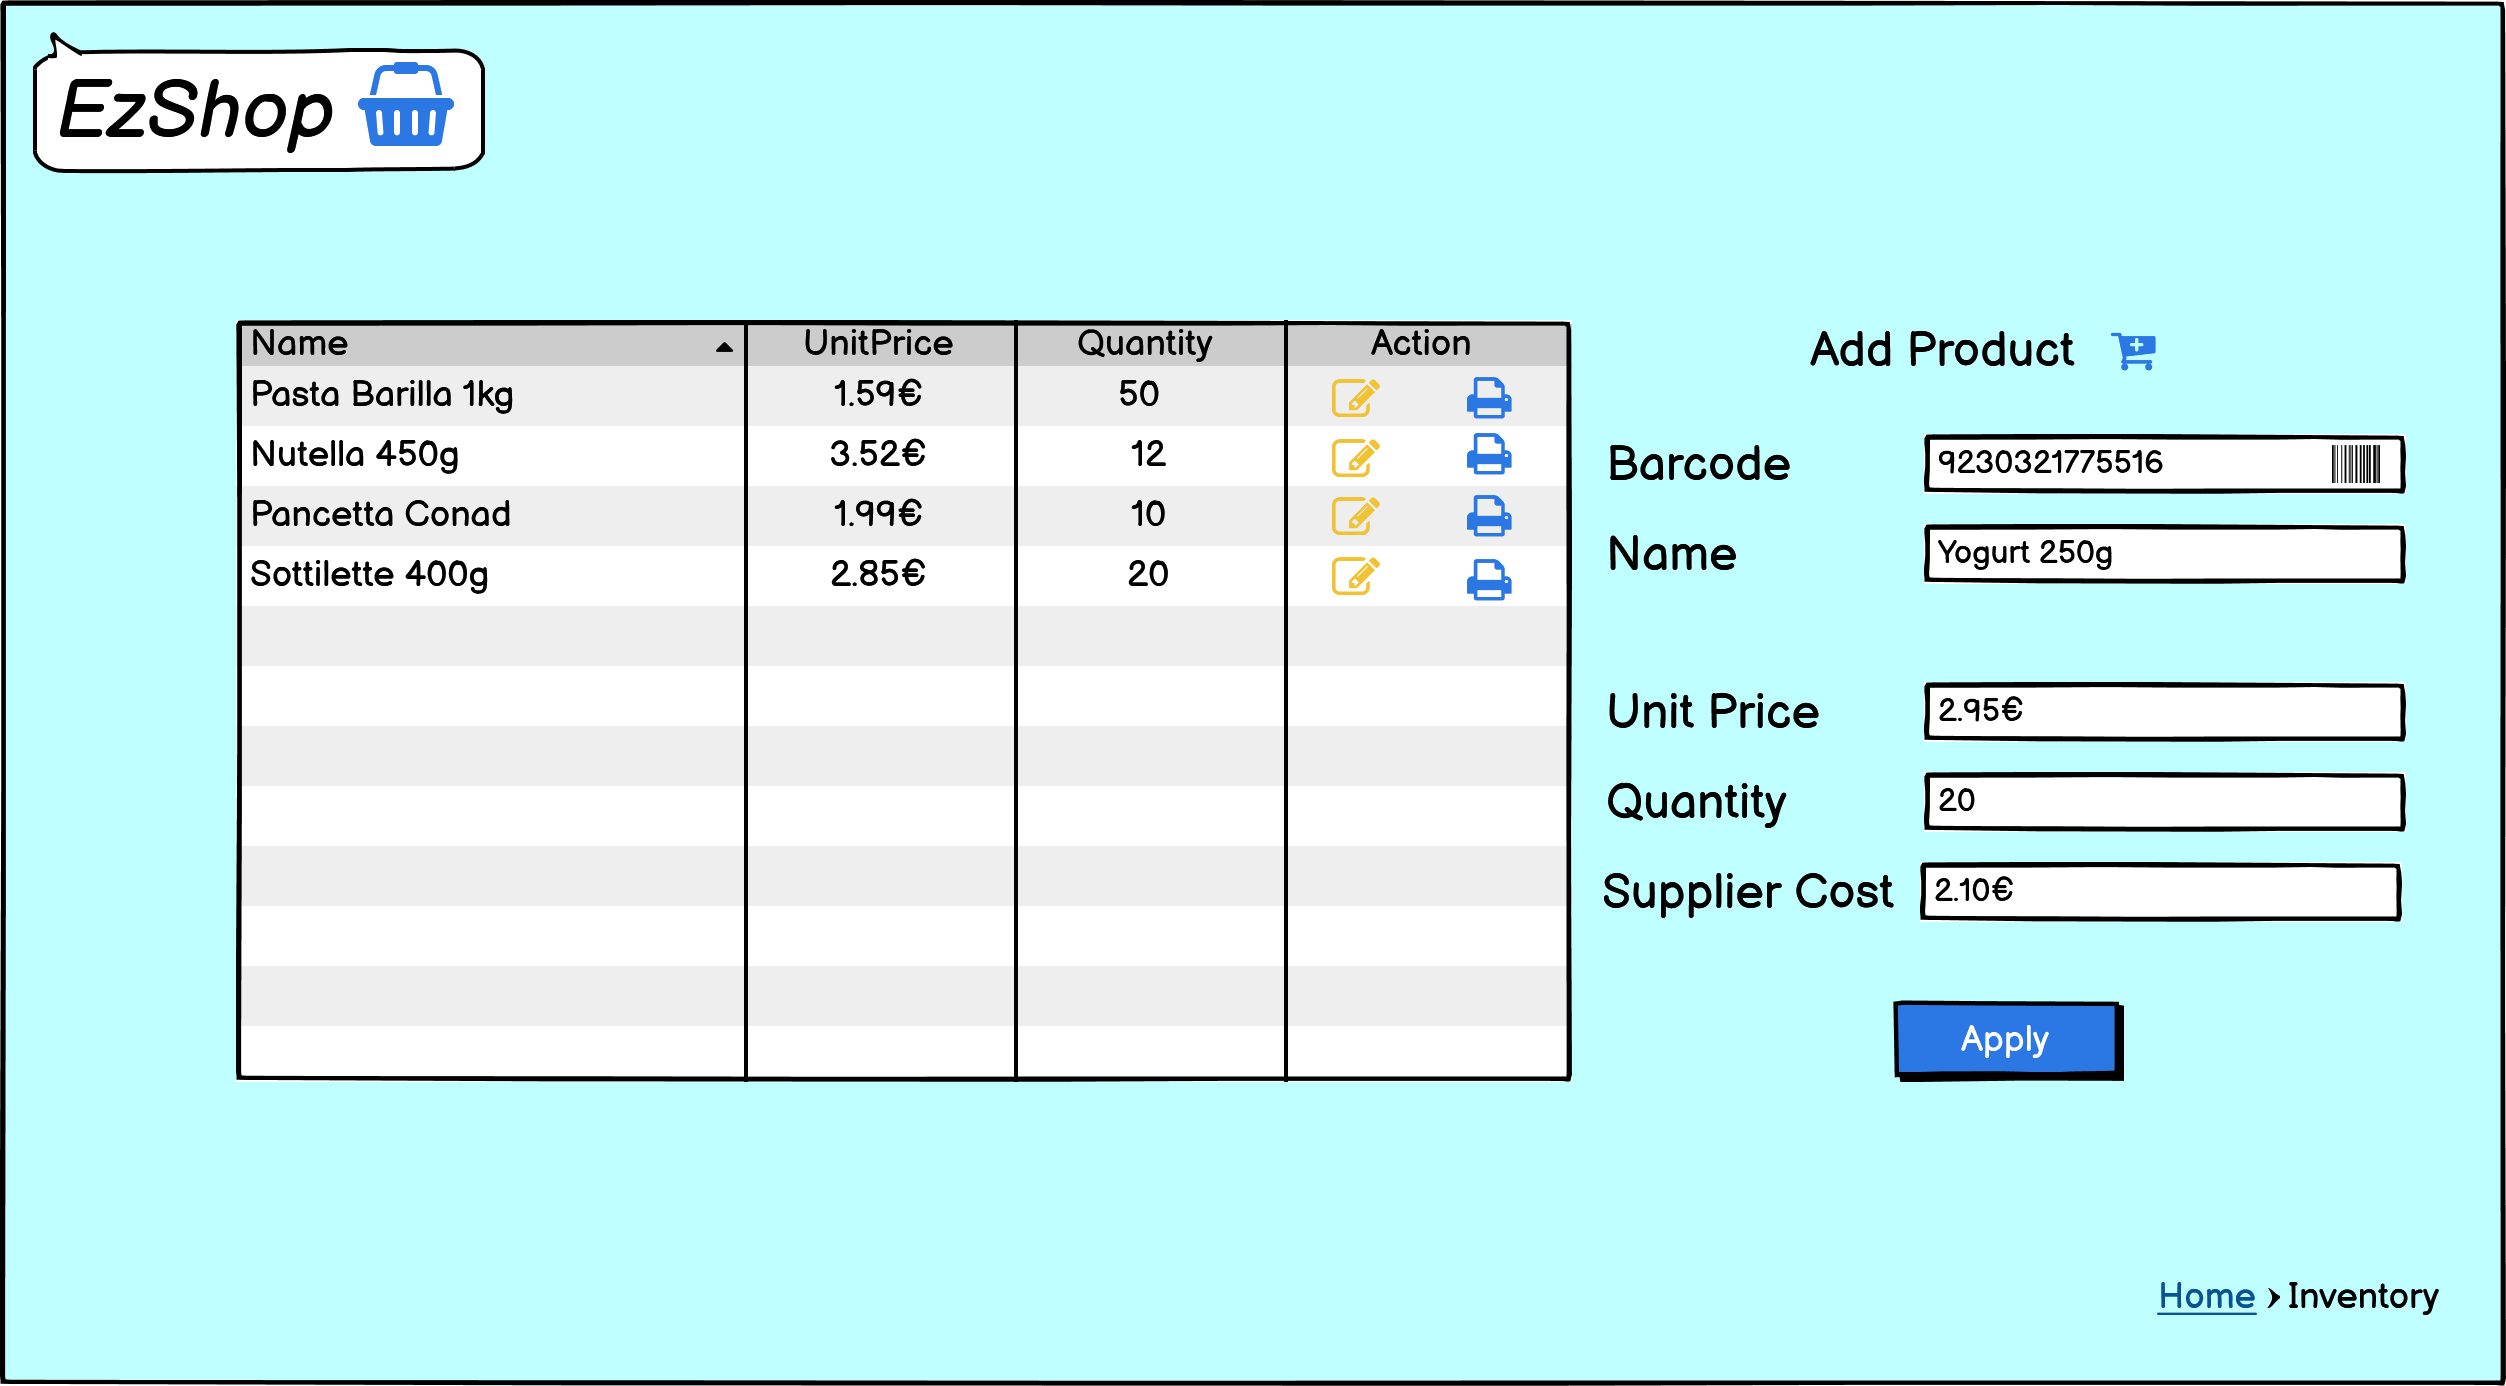 EzShop
Name UnitPrice Quantity Action
Pasta Barilla 1kg 1.59€ 50
Nutella 450g 3.52€ 12
Pancetta Conad 1.99€ 10
Sottilette 400g 2.85€ 20
Add Product
Barcode 9230321775516
Name Yogurt 250g
Unit Price 2.95€
Quantity 20
Supplier Cost 2.10€
Apply
Home > Inventory